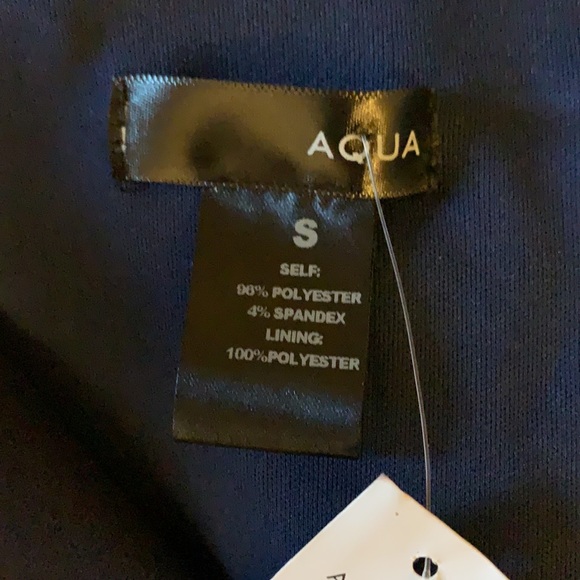 AQUA
S
SELF:
96% POLYESTER
4% SPANDEX
LINING:
100%POLYESTER